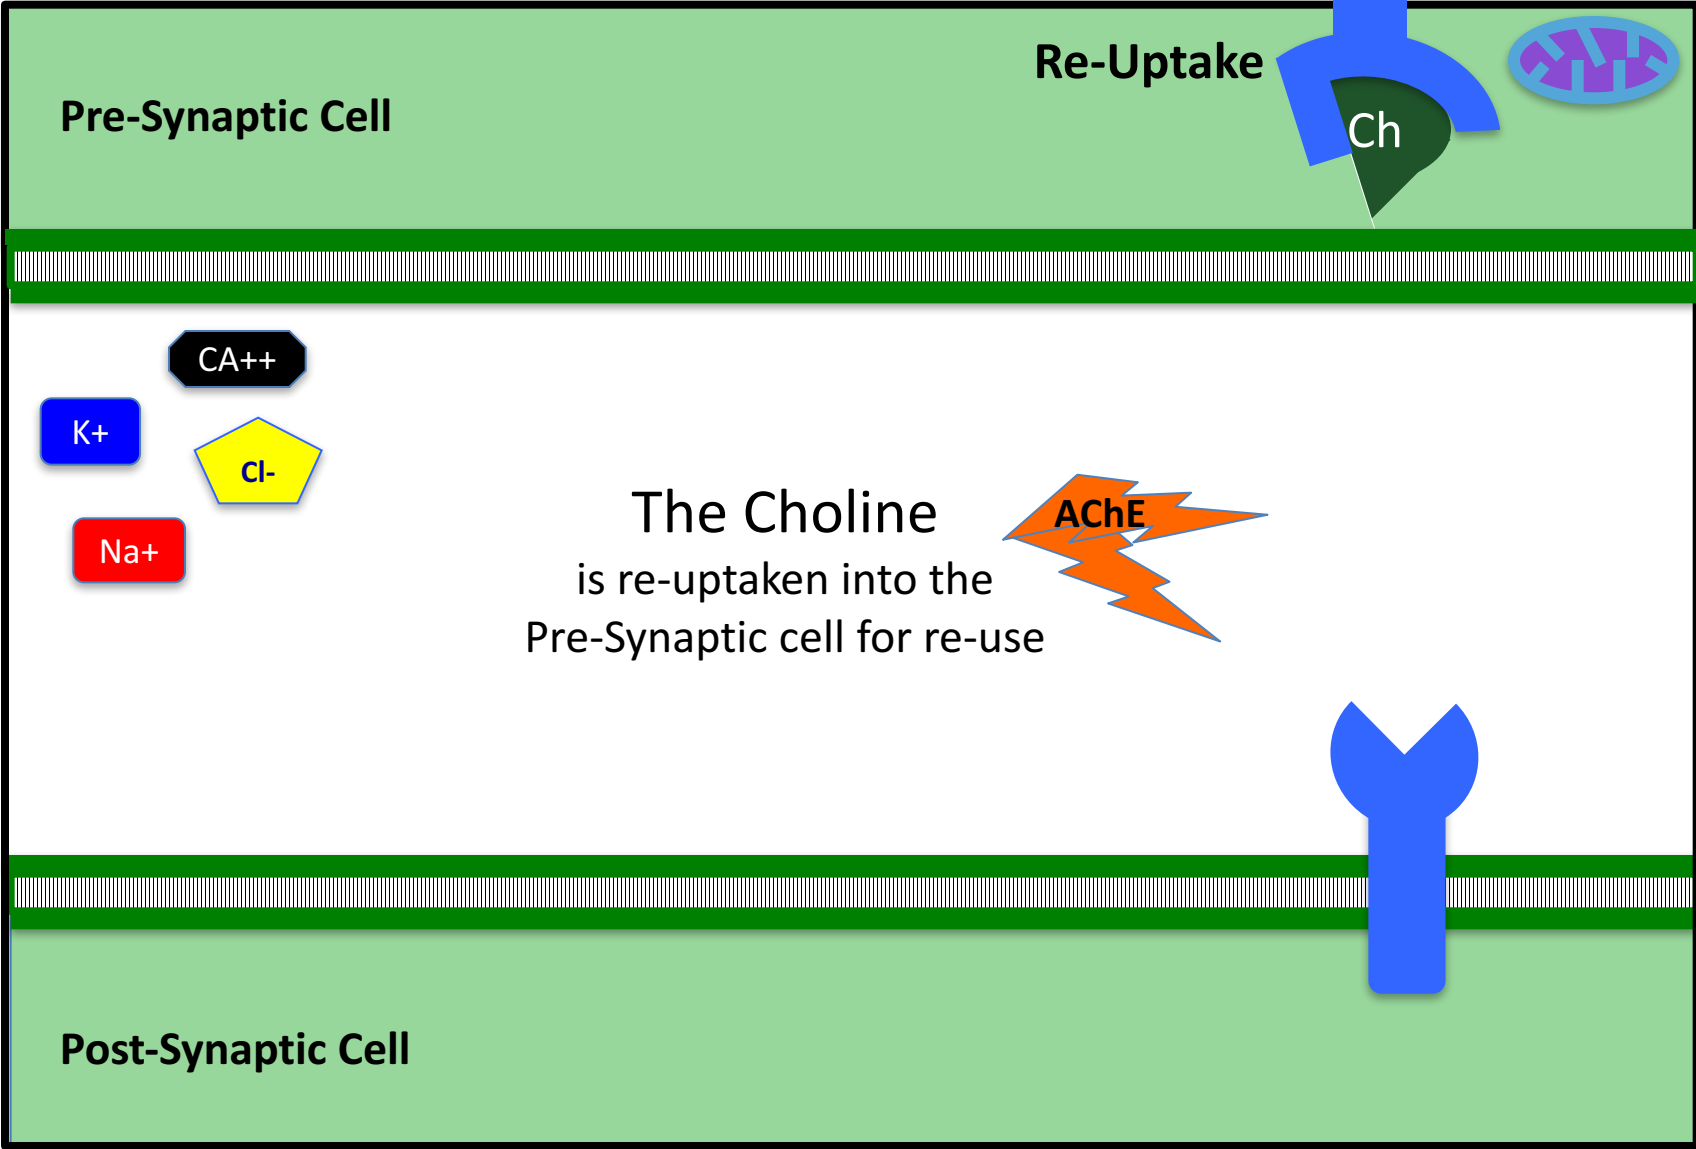 Re-Uptake
Pre-Synaptic Cell
Ch
CA++
K+
Cl-
Na+
The Choline
is re-uptaken into the
Pre-Synaptic cell for re-use
AChE
Post-Synaptic Cell